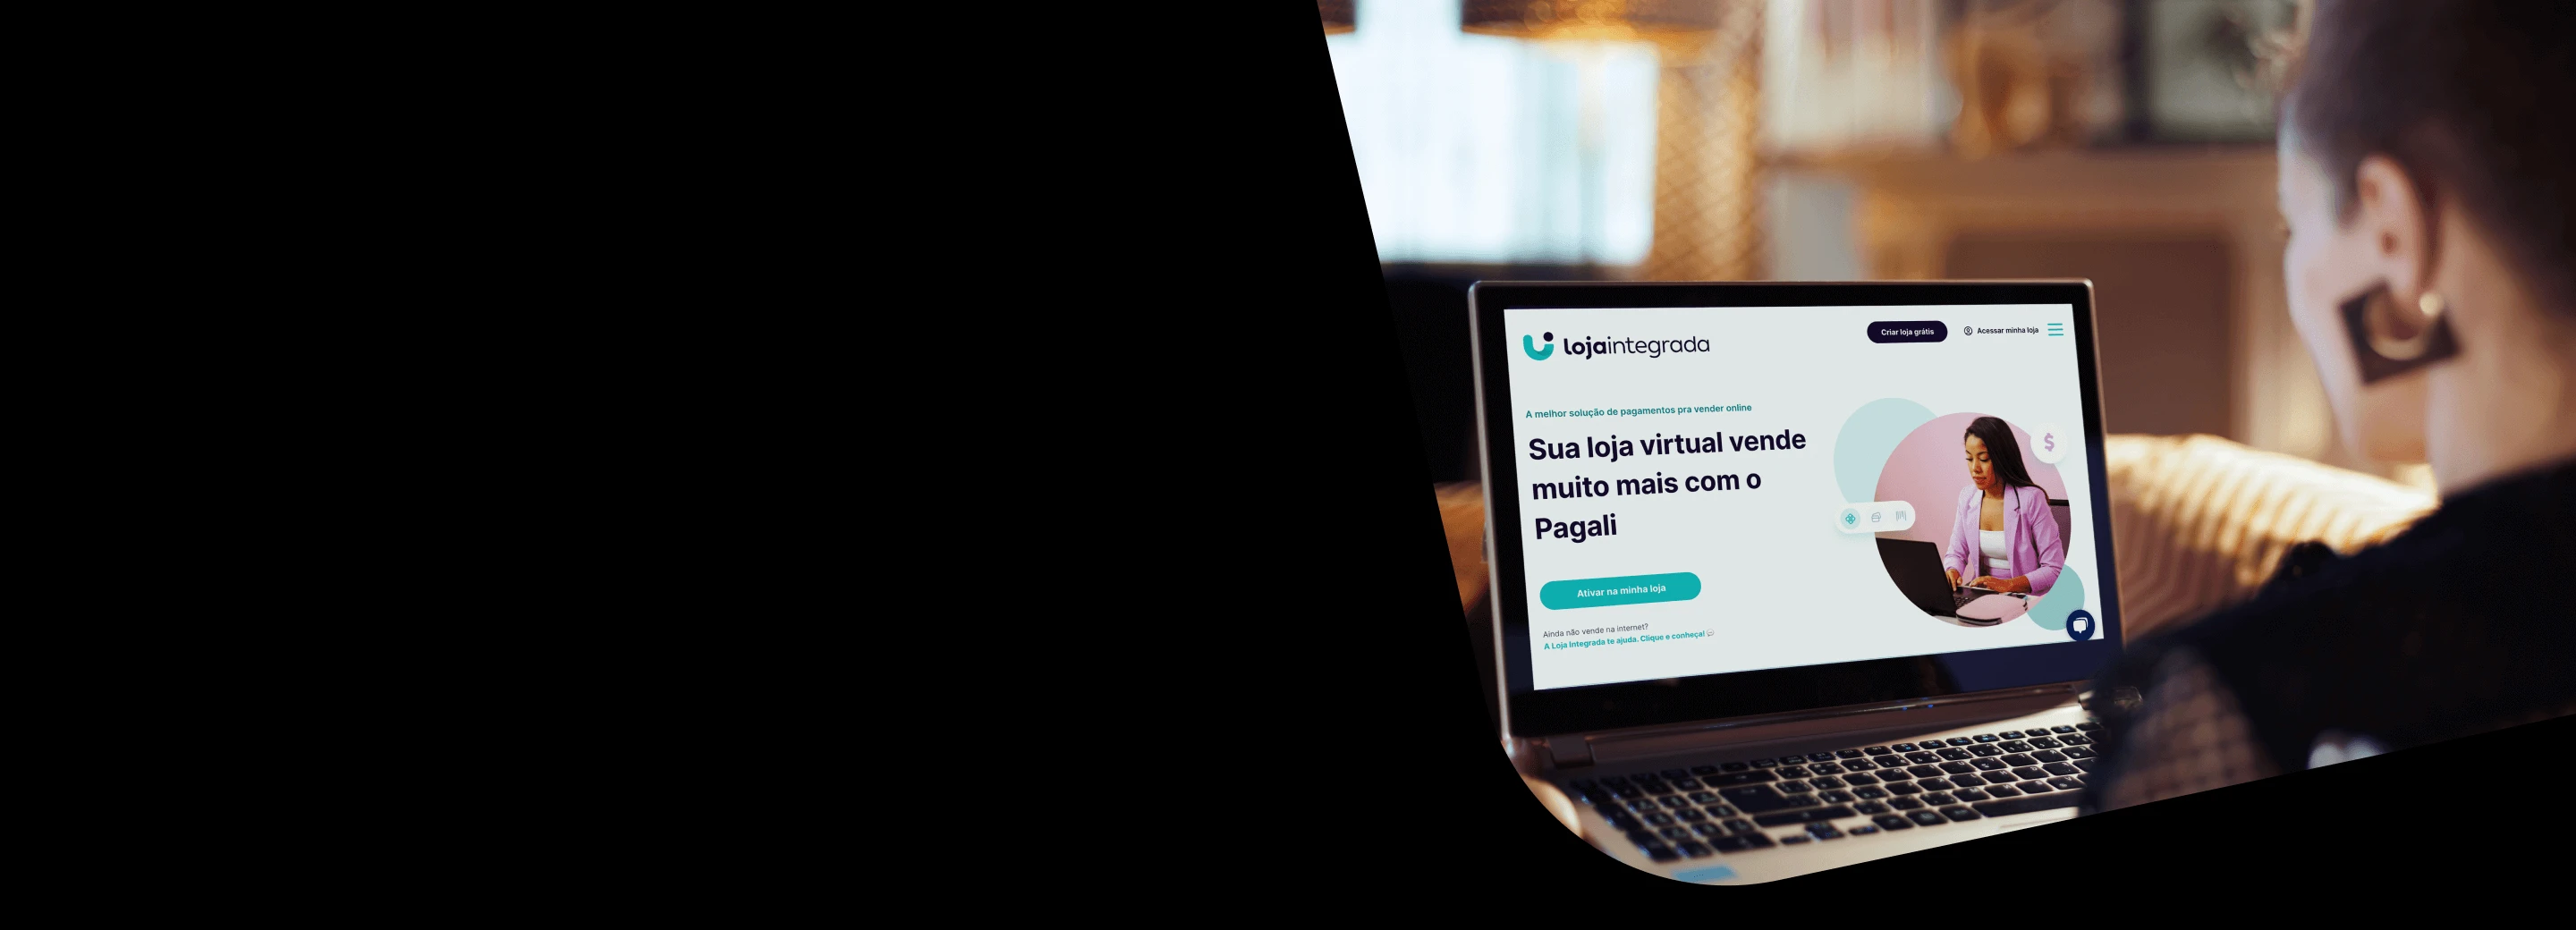 lojaintegrada
Criar loja grátis
Acessar minha loja
A melhor solução de pagamentos pra vender online
Sua loja virtual vende
muito mais com o
Pagali
Ativar na minha loja
Ainda não vende na internet?
A Loja Integrada te ajuda. Clique e conheça!